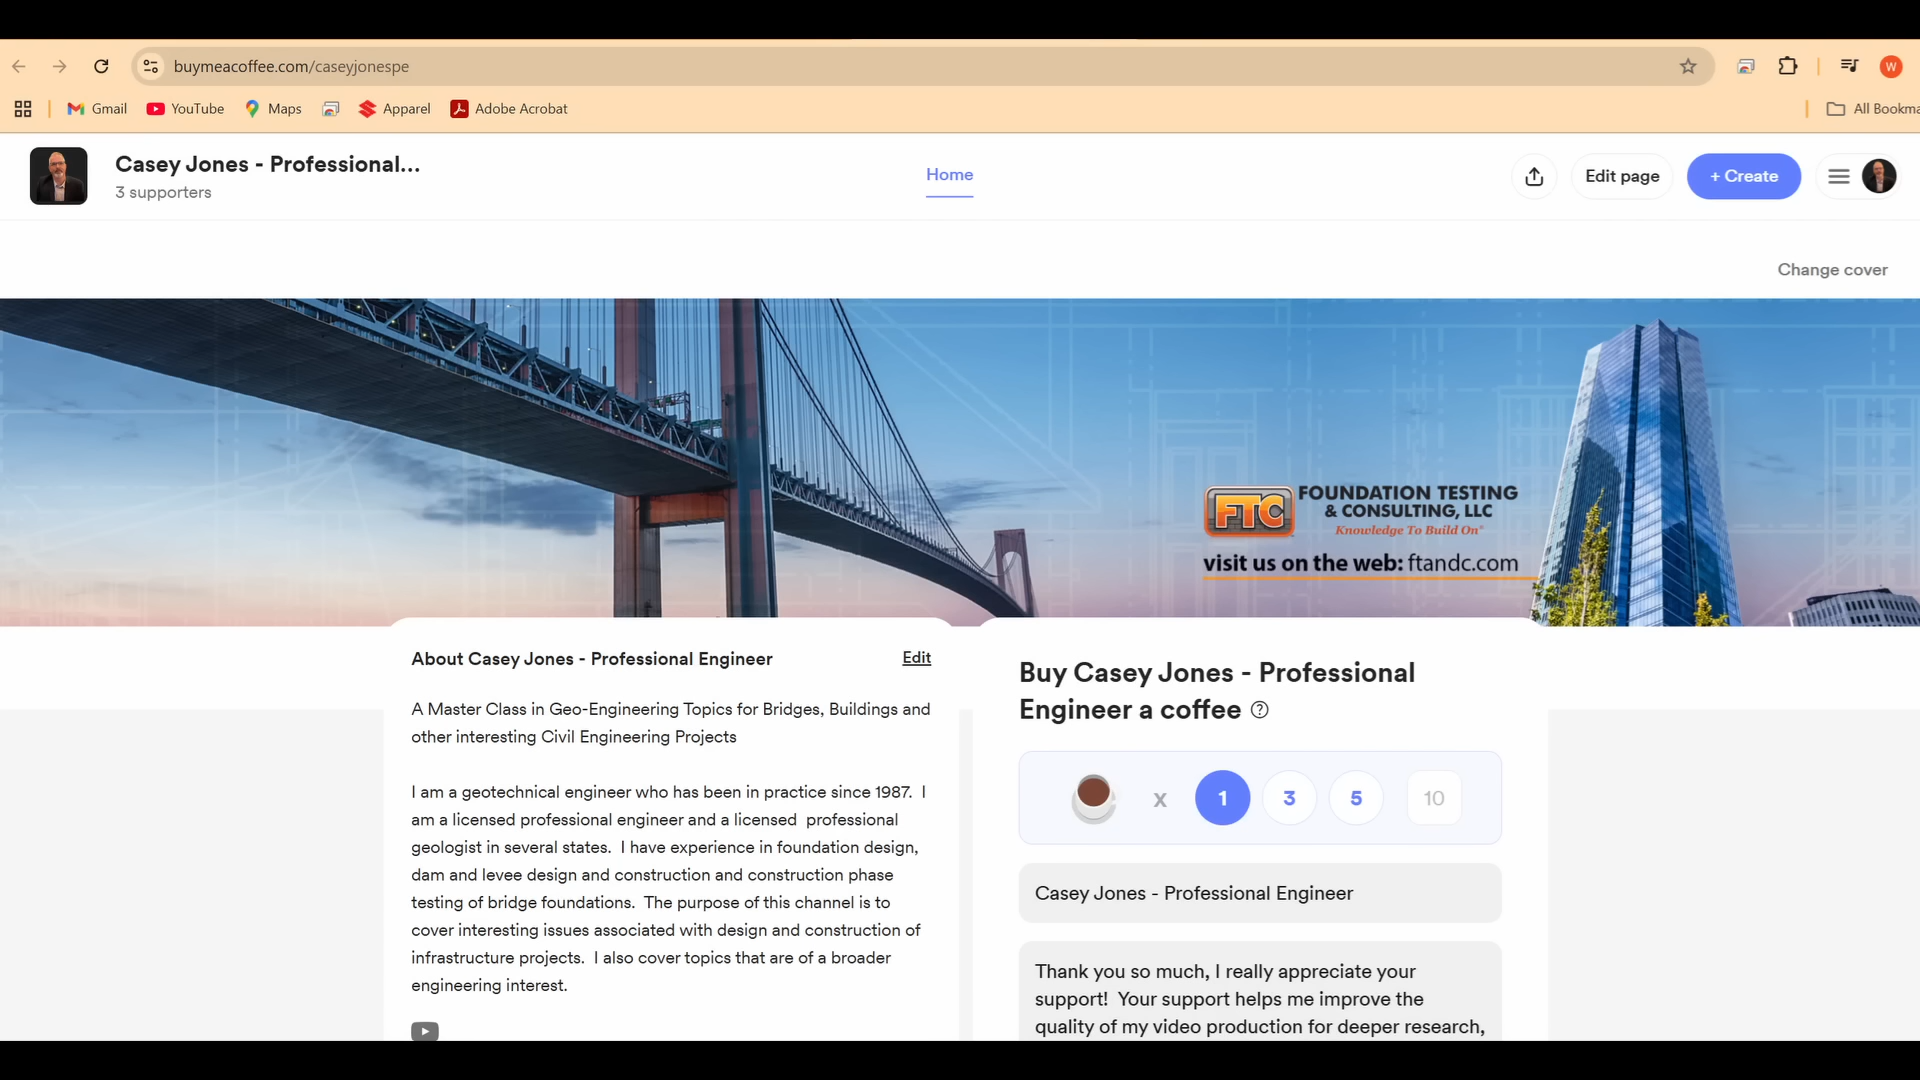 buymeacoffee.com/caseyjonespe
W
Gmail
YouTube
Maps
Apparel
Adobe Acrobat
All Bookma
Casey Jones - Professional...
3 supporters
Home
Edit page
+ Create
Change cover
FTC
FOUNDATION TESTING
& CONSULTING, LLC
Knowledge To Build On®
visit us on the web: ftandc.com
About Casey Jones - Professional Engineer
Edit
A Master Class in Geo-Engineering Topics for Bridges, Buildings and
other interesting Civil Engineering Projects
I am a geotechnical engineer who has been in practice since 1987. I
am a licensed professional engineer and a licensed professional
geologist in several states. I have experience in foundation design,
dam and levee design and construction and construction phase
testing of bridge foundations. The purpose of this channel is to
cover interesting issues associated with design and construction of
infrastructure projects. I also cover topics that are of a broader
engineering interest.
Buy Casey Jones - Professional
Engineer a coffee ?
x 1 3 5 10
Casey Jones - Professional Engineer
Thank you so much, I really appreciate your
support! Your support helps me improve the
quality of my video production for deeper research,